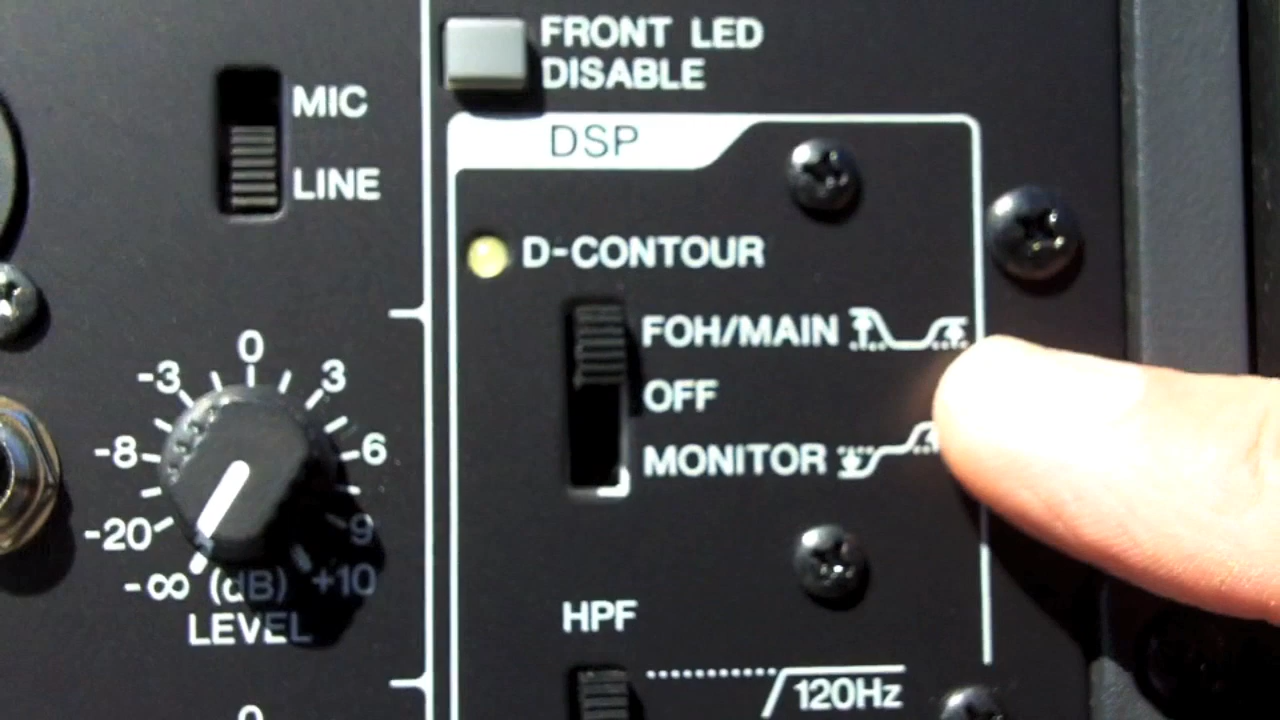 FRONT LED
DISABLE
MIC
LINE
DSP
D-CONTOUR
FOH/MAIN
OFF
MONITOR
0
-3 3
-8 6
-20 9
-∞ (dB) +10
LEVEL
HPF
120Hz
0